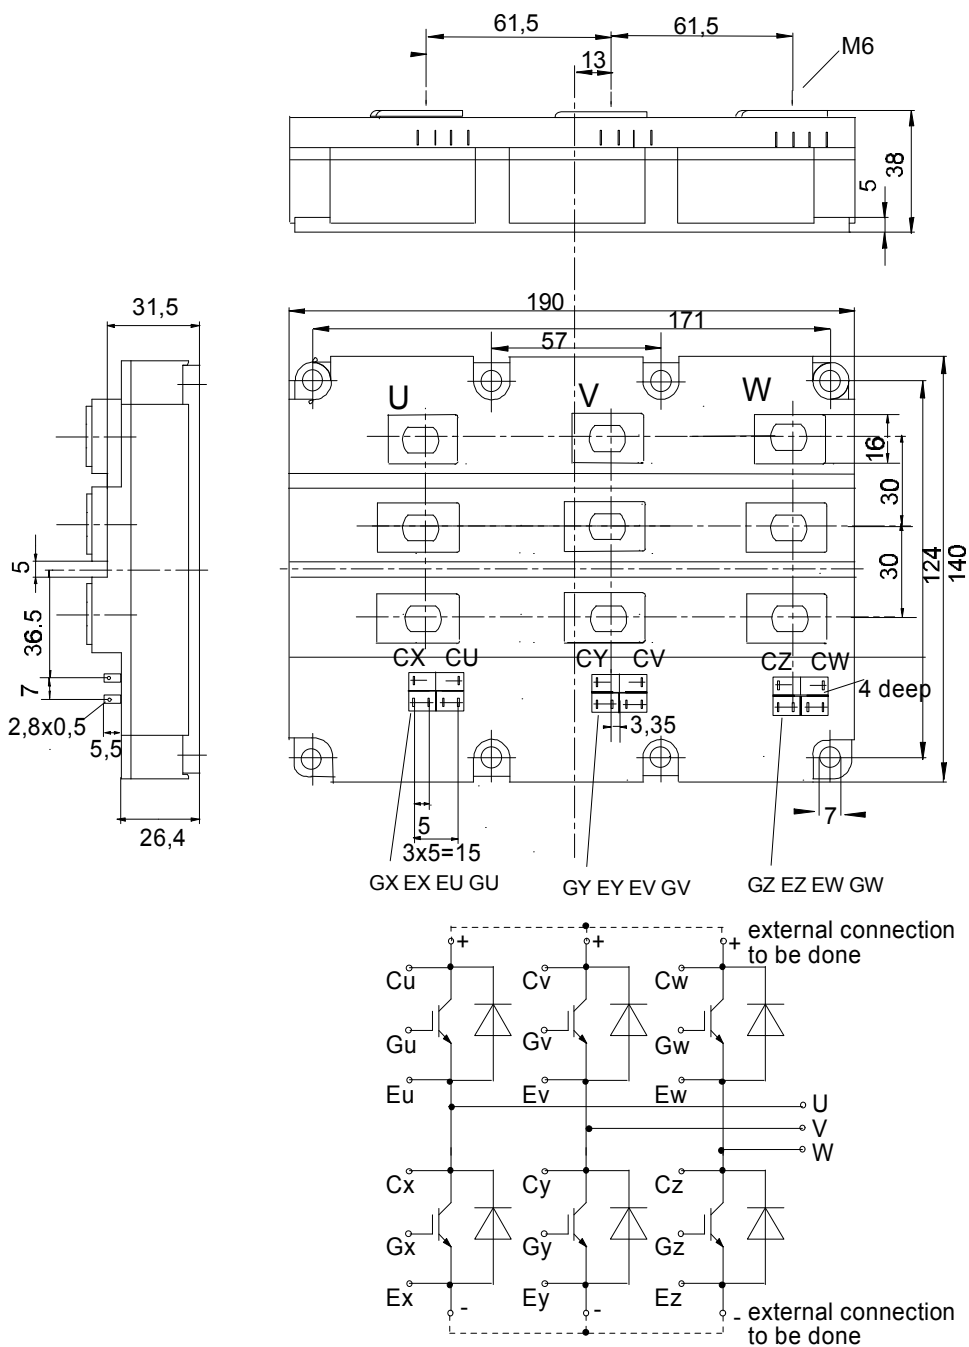 61,5
61,5
13
M6
38
5
31,5
190
171
57
U
V
W
16
30
5
124
140
30
36.5
CX CU
CY CV
CZ CW
7
4 deep
2,8x0,5
3,35
5,5
5
7
26,4
3x5=15
GX EX EU GU
GY EY EV GV
GZ EZ EW GW
external connection
+ + + to be done
Cu Cv Cw
Gu Gv Gw
Eu Ev Ew
U
V
W
Cx Cy Cz
Gx Gy Gz
Ex Ey Ez
- - - external connection
to be done